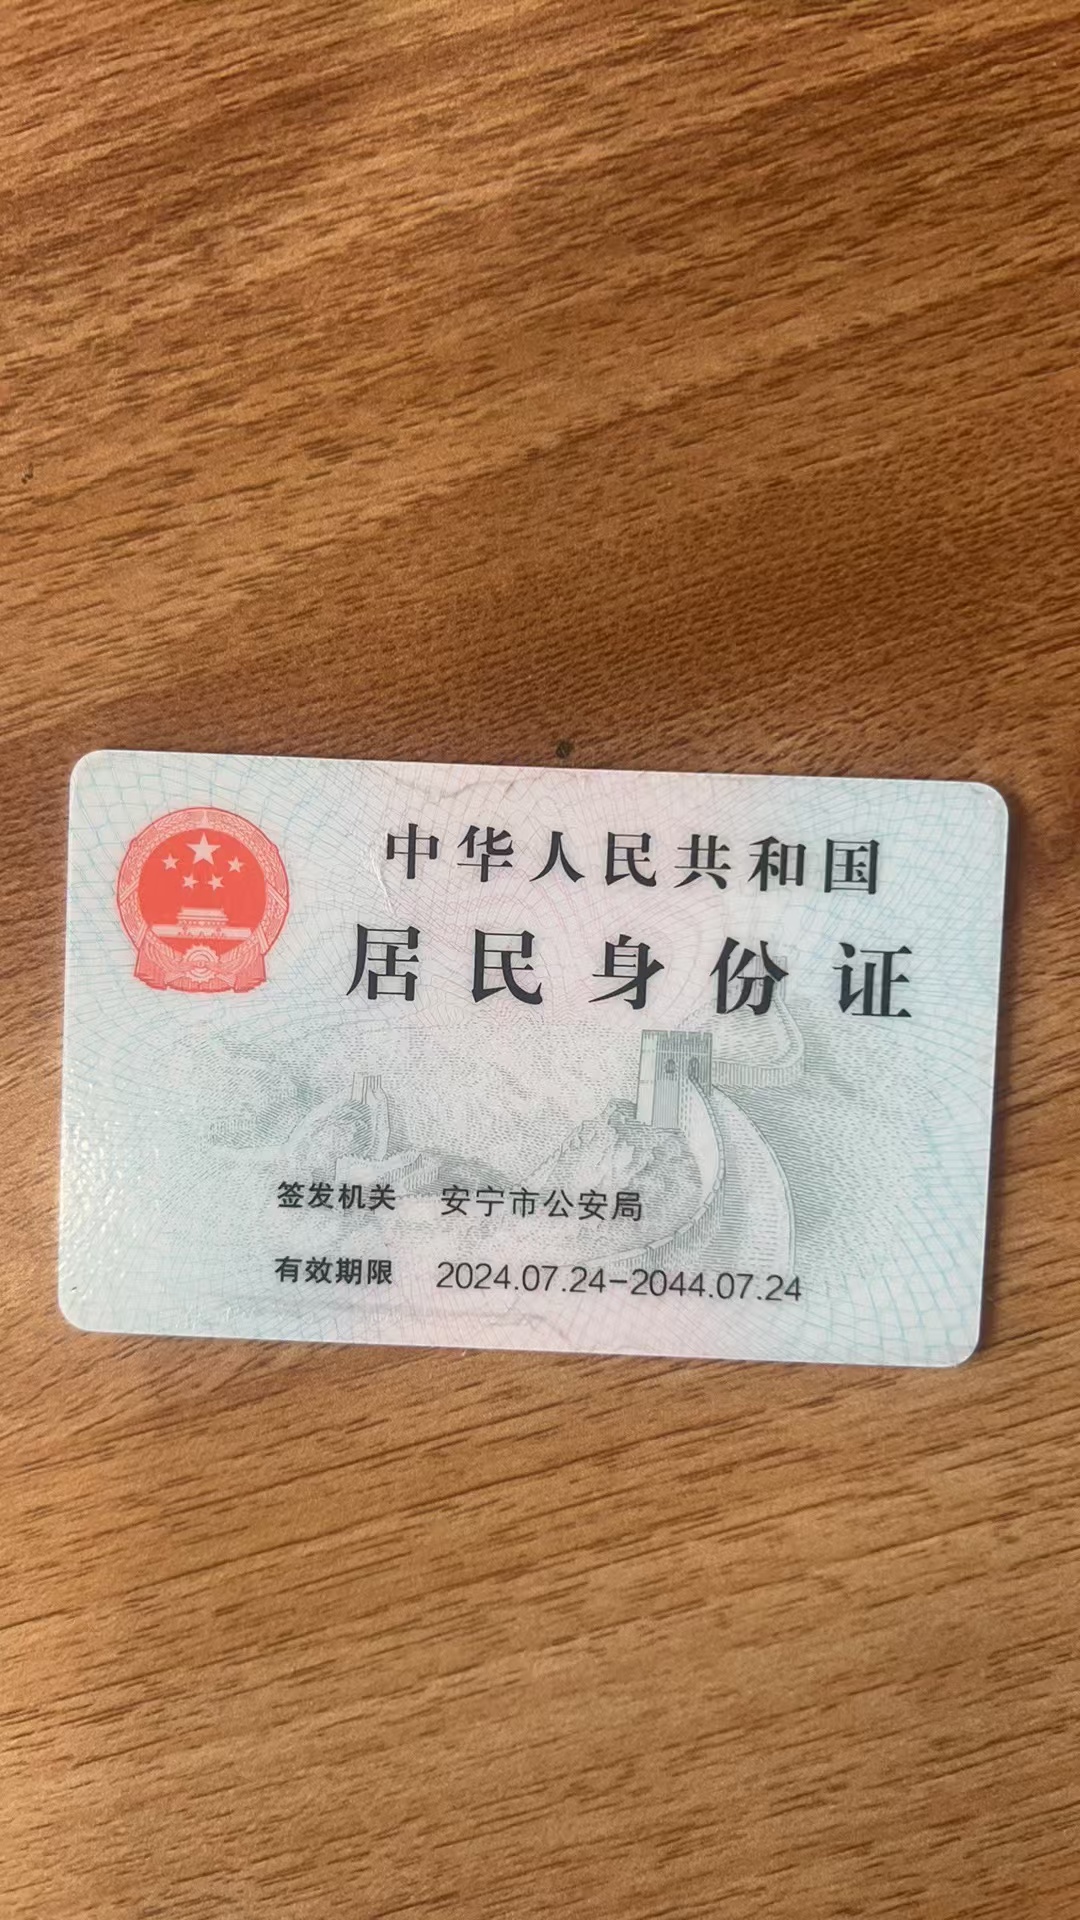 中华人民共和国
居民身份证
签发机关 安宁市公安局
有效期限 2024.07.24-2044.07.24